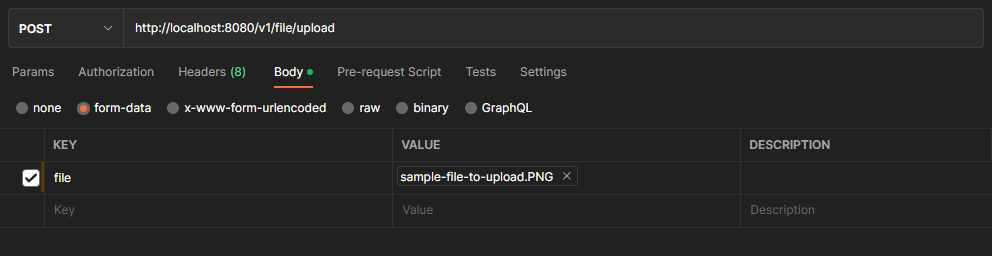 POST http://localhost:8080/v1/file/upload
Params Authorization Headers (8) Body Pre-request Script Tests Settings
none form-data x-www-form-urlencoded raw binary GraphQL
KEY VALUE DESCRIPTION
file sample-file-to-upload.PNG
Key Value Description